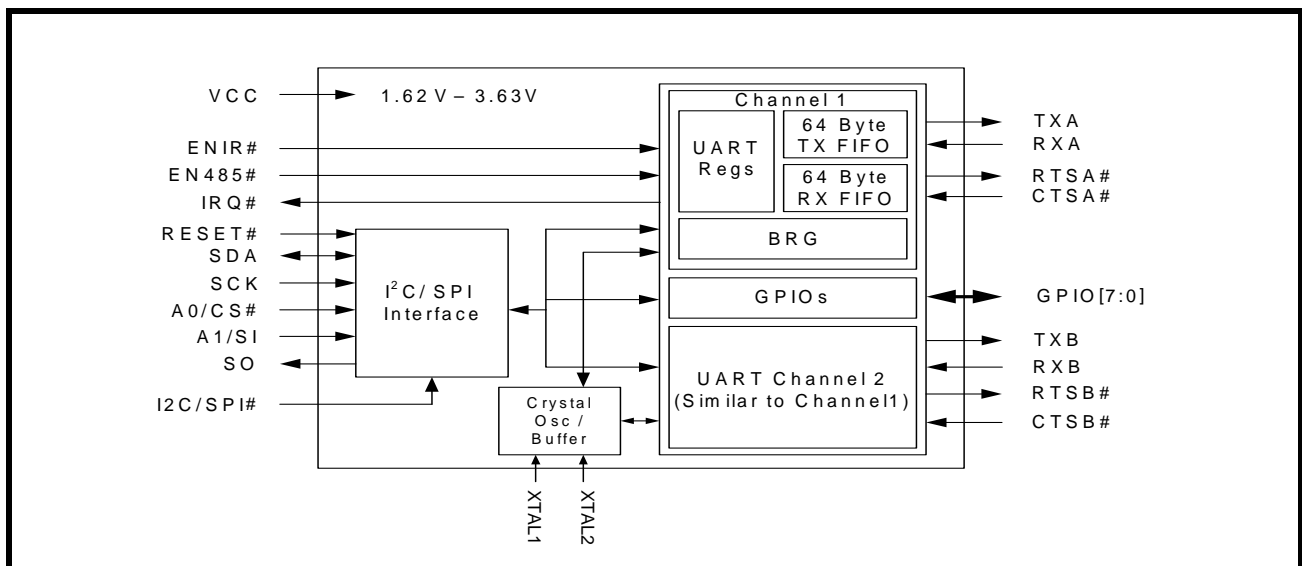 VCC
1.62V – 3.63V
ENIR#
EN485#
IRQ#
RESET#
SDA
SCK
A0/CS#
A1/SI
SO
I2C/SPI#
I²C/SPI
Interface
Crystal
Osc /
Buffer
XTAL1
XTAL2
Channel 1
UART
Regs
64 Byte
TX FIFO
64 Byte
RX FIFO
BRG
GPIOs
UART Channel 2
(Similar to Channel1)
TXA
RXA
RTSA#
CTSA#
GPIO[7:0]
TXB
RXB
RTSB#
CTSB#